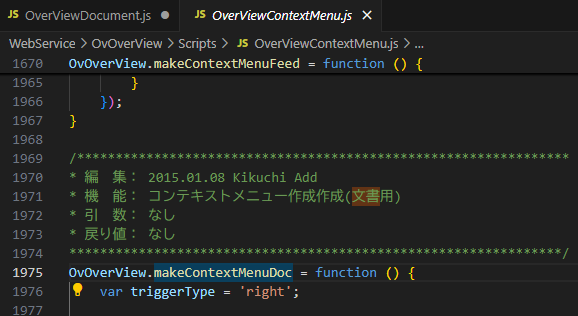 JS OverViewDocument.js ● JS OverViewContextMenu.js ×
WebService > OvOverView > Scripts > JS OverViewContextMenu.js > ...
1670 OvOverView.makeContextMenuFeed = function () {
1965 }
1966 });
1967 }
1968
1969 /****************************************************************
1970 * 編　集： 2015.01.08 Kikuchi Add
1971 * 機　能： コンテキストメニュー作成作成(文書用)
1972 * 引　数： なし
1973 * 戻り値： なし
1974 ****************************************************************/
1975 OvOverView.makeContextMenuDoc = function () {
1976 var triggerType = 'right';
1977